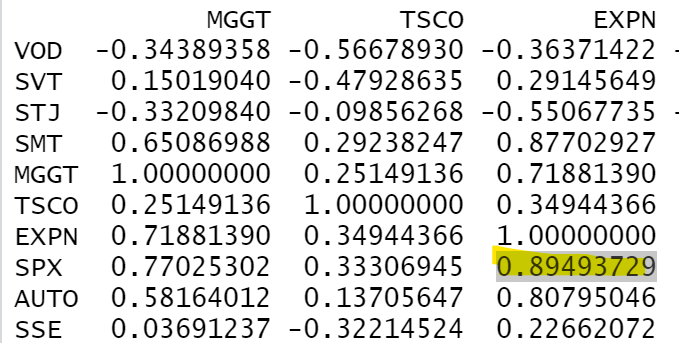 MGGT TSCO EXPN
VOD -0.34389358 -0.56678930 -0.36371422 -
SVT 0.15019040 -0.47928635 0.29145649
STJ -0.33209840 -0.09856268 -0.55067735 -
SMT 0.65086988 0.29238247 0.87702927
MGGT 1.00000000 0.25149136 0.71881390
TSCO 0.25149136 1.00000000 0.34944366
EXPN 0.71881390 0.34944366 1.00000000
SPX 0.77025302 0.33306945 0.89493729
AUTO 0.58164012 0.13705647 0.80795046
SSE 0.03691237 -0.32214524 0.22662072